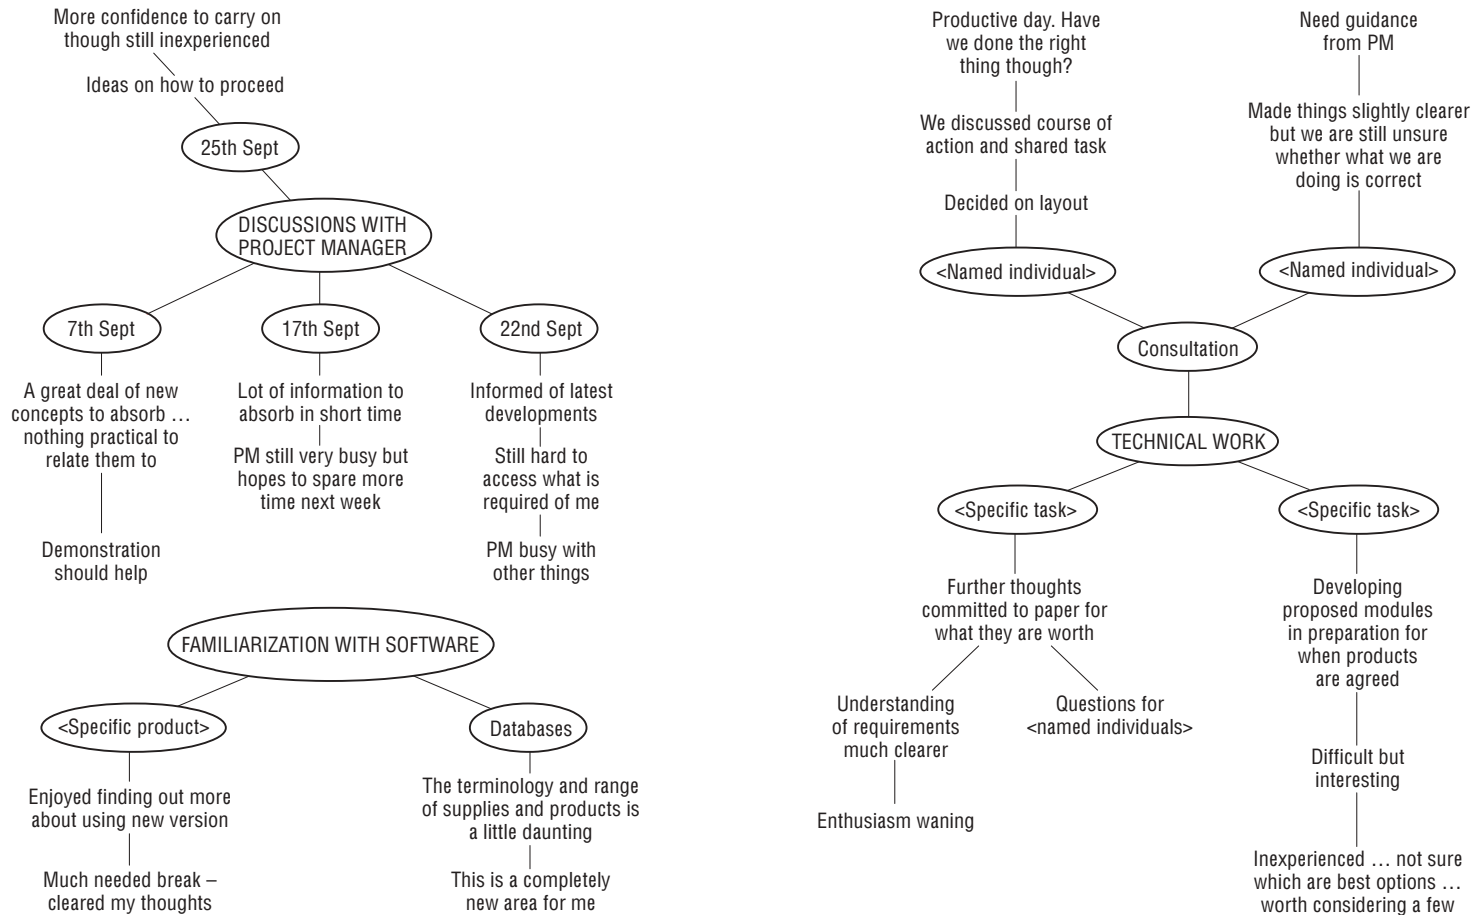 More confidence to carry on
though still inexperienced
Ideas on how to proceed
25th Sept
DISCUSSIONS WITH
PROJECT MANAGER
7th Sept
A great deal of new
concepts to absorb …
nothing practical to
relate them to
Demonstration
should help
17th Sept
Lot of information to
absorb in short time
PM still very busy but
hopes to spare more
time next week
22nd Sept
Informed of latest
developments
Still hard to
access what is
required of me
PM busy with
other things
FAMILIARIZATION WITH SOFTWARE
<Specific product>
Enjoyed finding out more
about using new version
Much needed break –
cleared my thoughts
Databases
The terminology and range
of supplies and products is
a little daunting
This is a completely
new area for me
Productive day. Have
we done the right
thing though?
We discussed course of
action and shared task
Decided on layout
<Named individual>
Need guidance
from PM
Made things slightly clearer
but we are still unsure
whether what we are
doing is correct
<Named individual>
Consultation
TECHNICAL WORK
<Specific task>
Further thoughts
committed to paper for
what they are worth
Understanding
of requirements
much clearer
Enthusiasm waning
Questions for
<named individuals>
<Specific task>
Developing
proposed modules
in preparation for
when products
are agreed
Difficult but
interesting
Inexperienced … not sure
which are best options …
worth considering a few